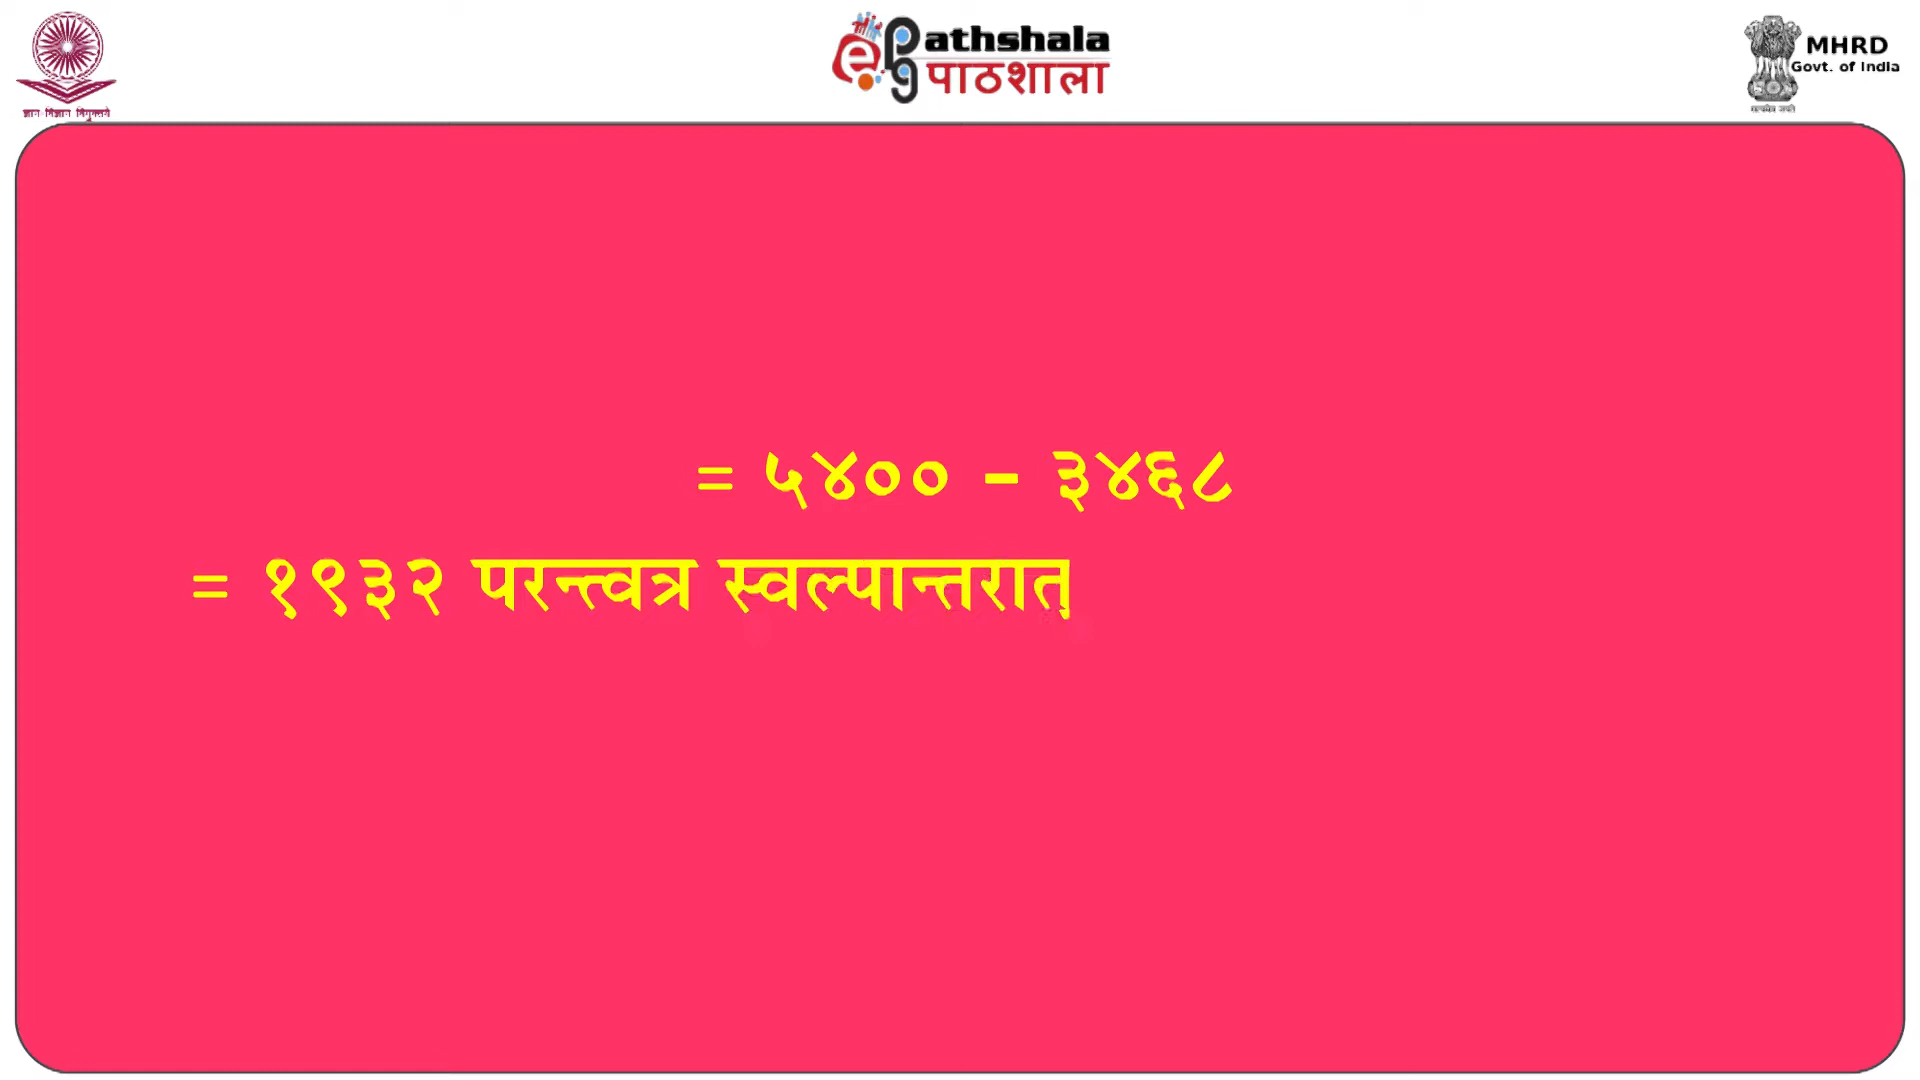 athshala
पाठशाला
MHRD
Govt. of India
= ५४०० – ३४६८
= १९३२ परन्त्वत्र स्वल्पान्तरात्